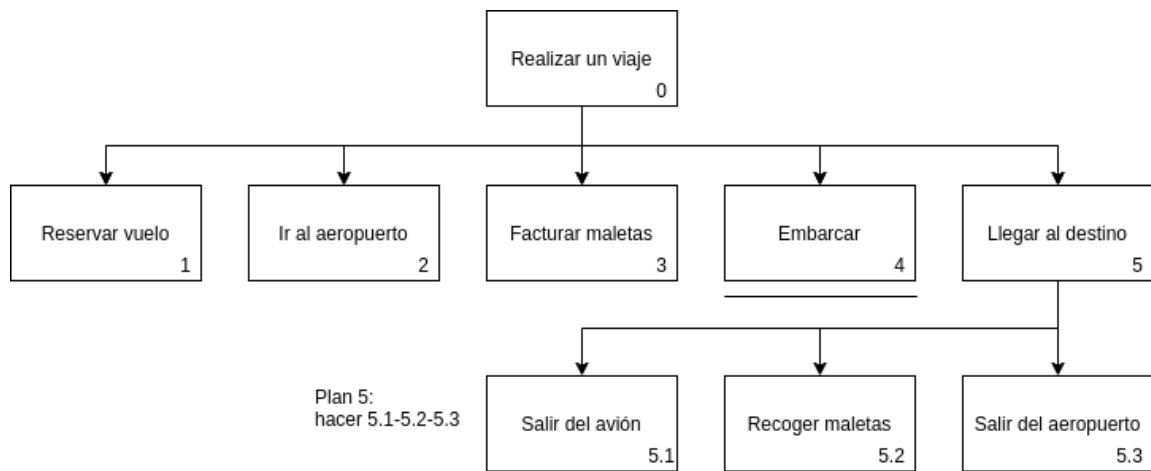 Realizar un viaje
0
Reservar vuelo
1
Ir al aeropuerto
2
Facturar maletas
3
Embarcar
4
Llegar al destino
5
Plan 5:
hacer 5.1-5.2-5.3
Salir del avión
5.1
Recoger maletas
5.2
Salir del aeropuerto
5.3